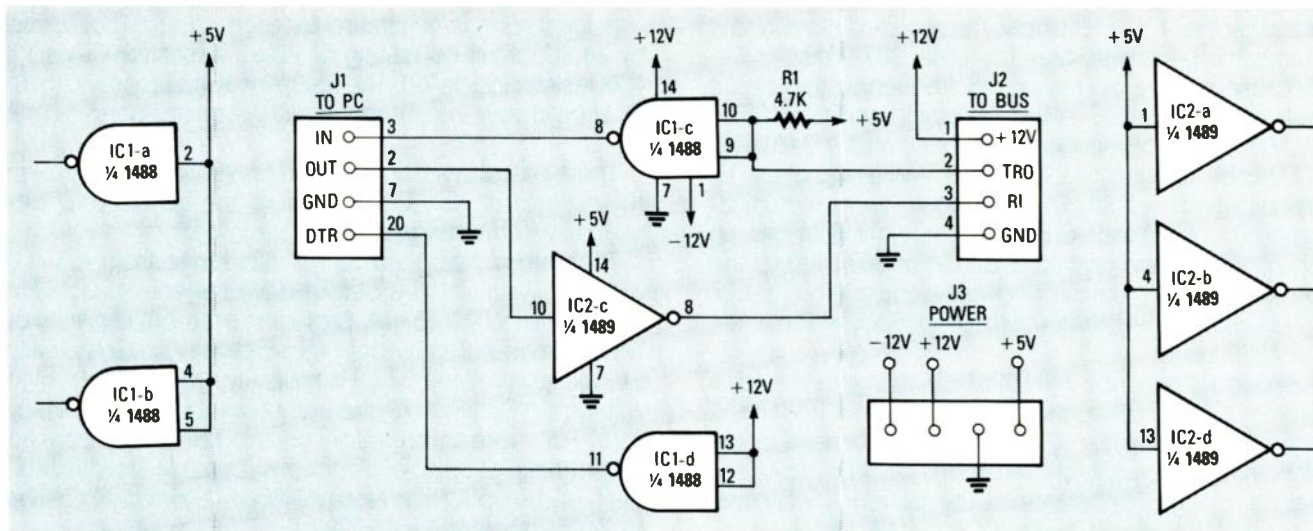 +5V
IC1-a
¼ 1488
2
IC1-b
¼ 1488
4
5
J1
TO PC
IN
3
OUT
2
GND
7
DTR
20
+12V
14
8
IC1-c
¼ 1488
10
9
7
1
−12V
R1
4.7K
+5V
+5V
14
10
IC2-c
¼ 1489
8
7
+12V
11
IC1-d
¼ 1488
13
12
+12V
J2
TO BUS
1
+12V
2
TRO
3
RI
4
GND
J3
POWER
−12V
+12V
+5V
+5V
1
IC2-a
¼ 1489
4
IC2-b
¼ 1489
13
IC2-d
¼ 1489